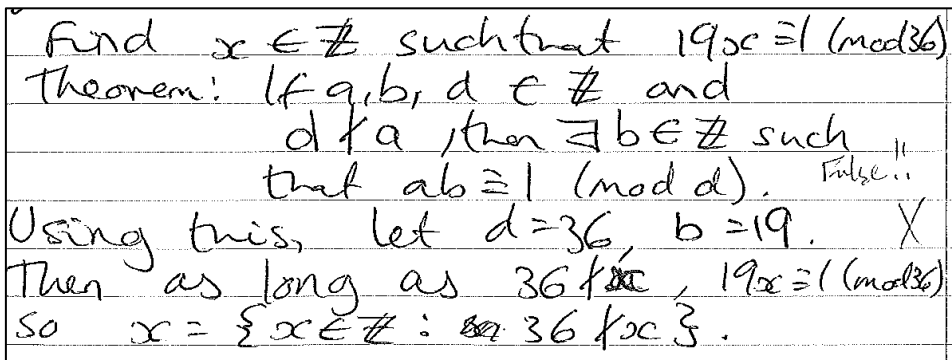 Find x ∈ ℤ such that 19x ≡ 1 (mod 36)
Theorem: If a, b, d ∈ ℤ and
d ∤ a, then ∃ b ∈ ℤ such
that ab ≡ 1 (mod d). False!!
Using this, let d = 36, b = 19. X
Then as long as 36 ∤ x, 19x ≡ 1 (mod 36)
so x = {x ∈ ℤ : 36 ∤ x}.